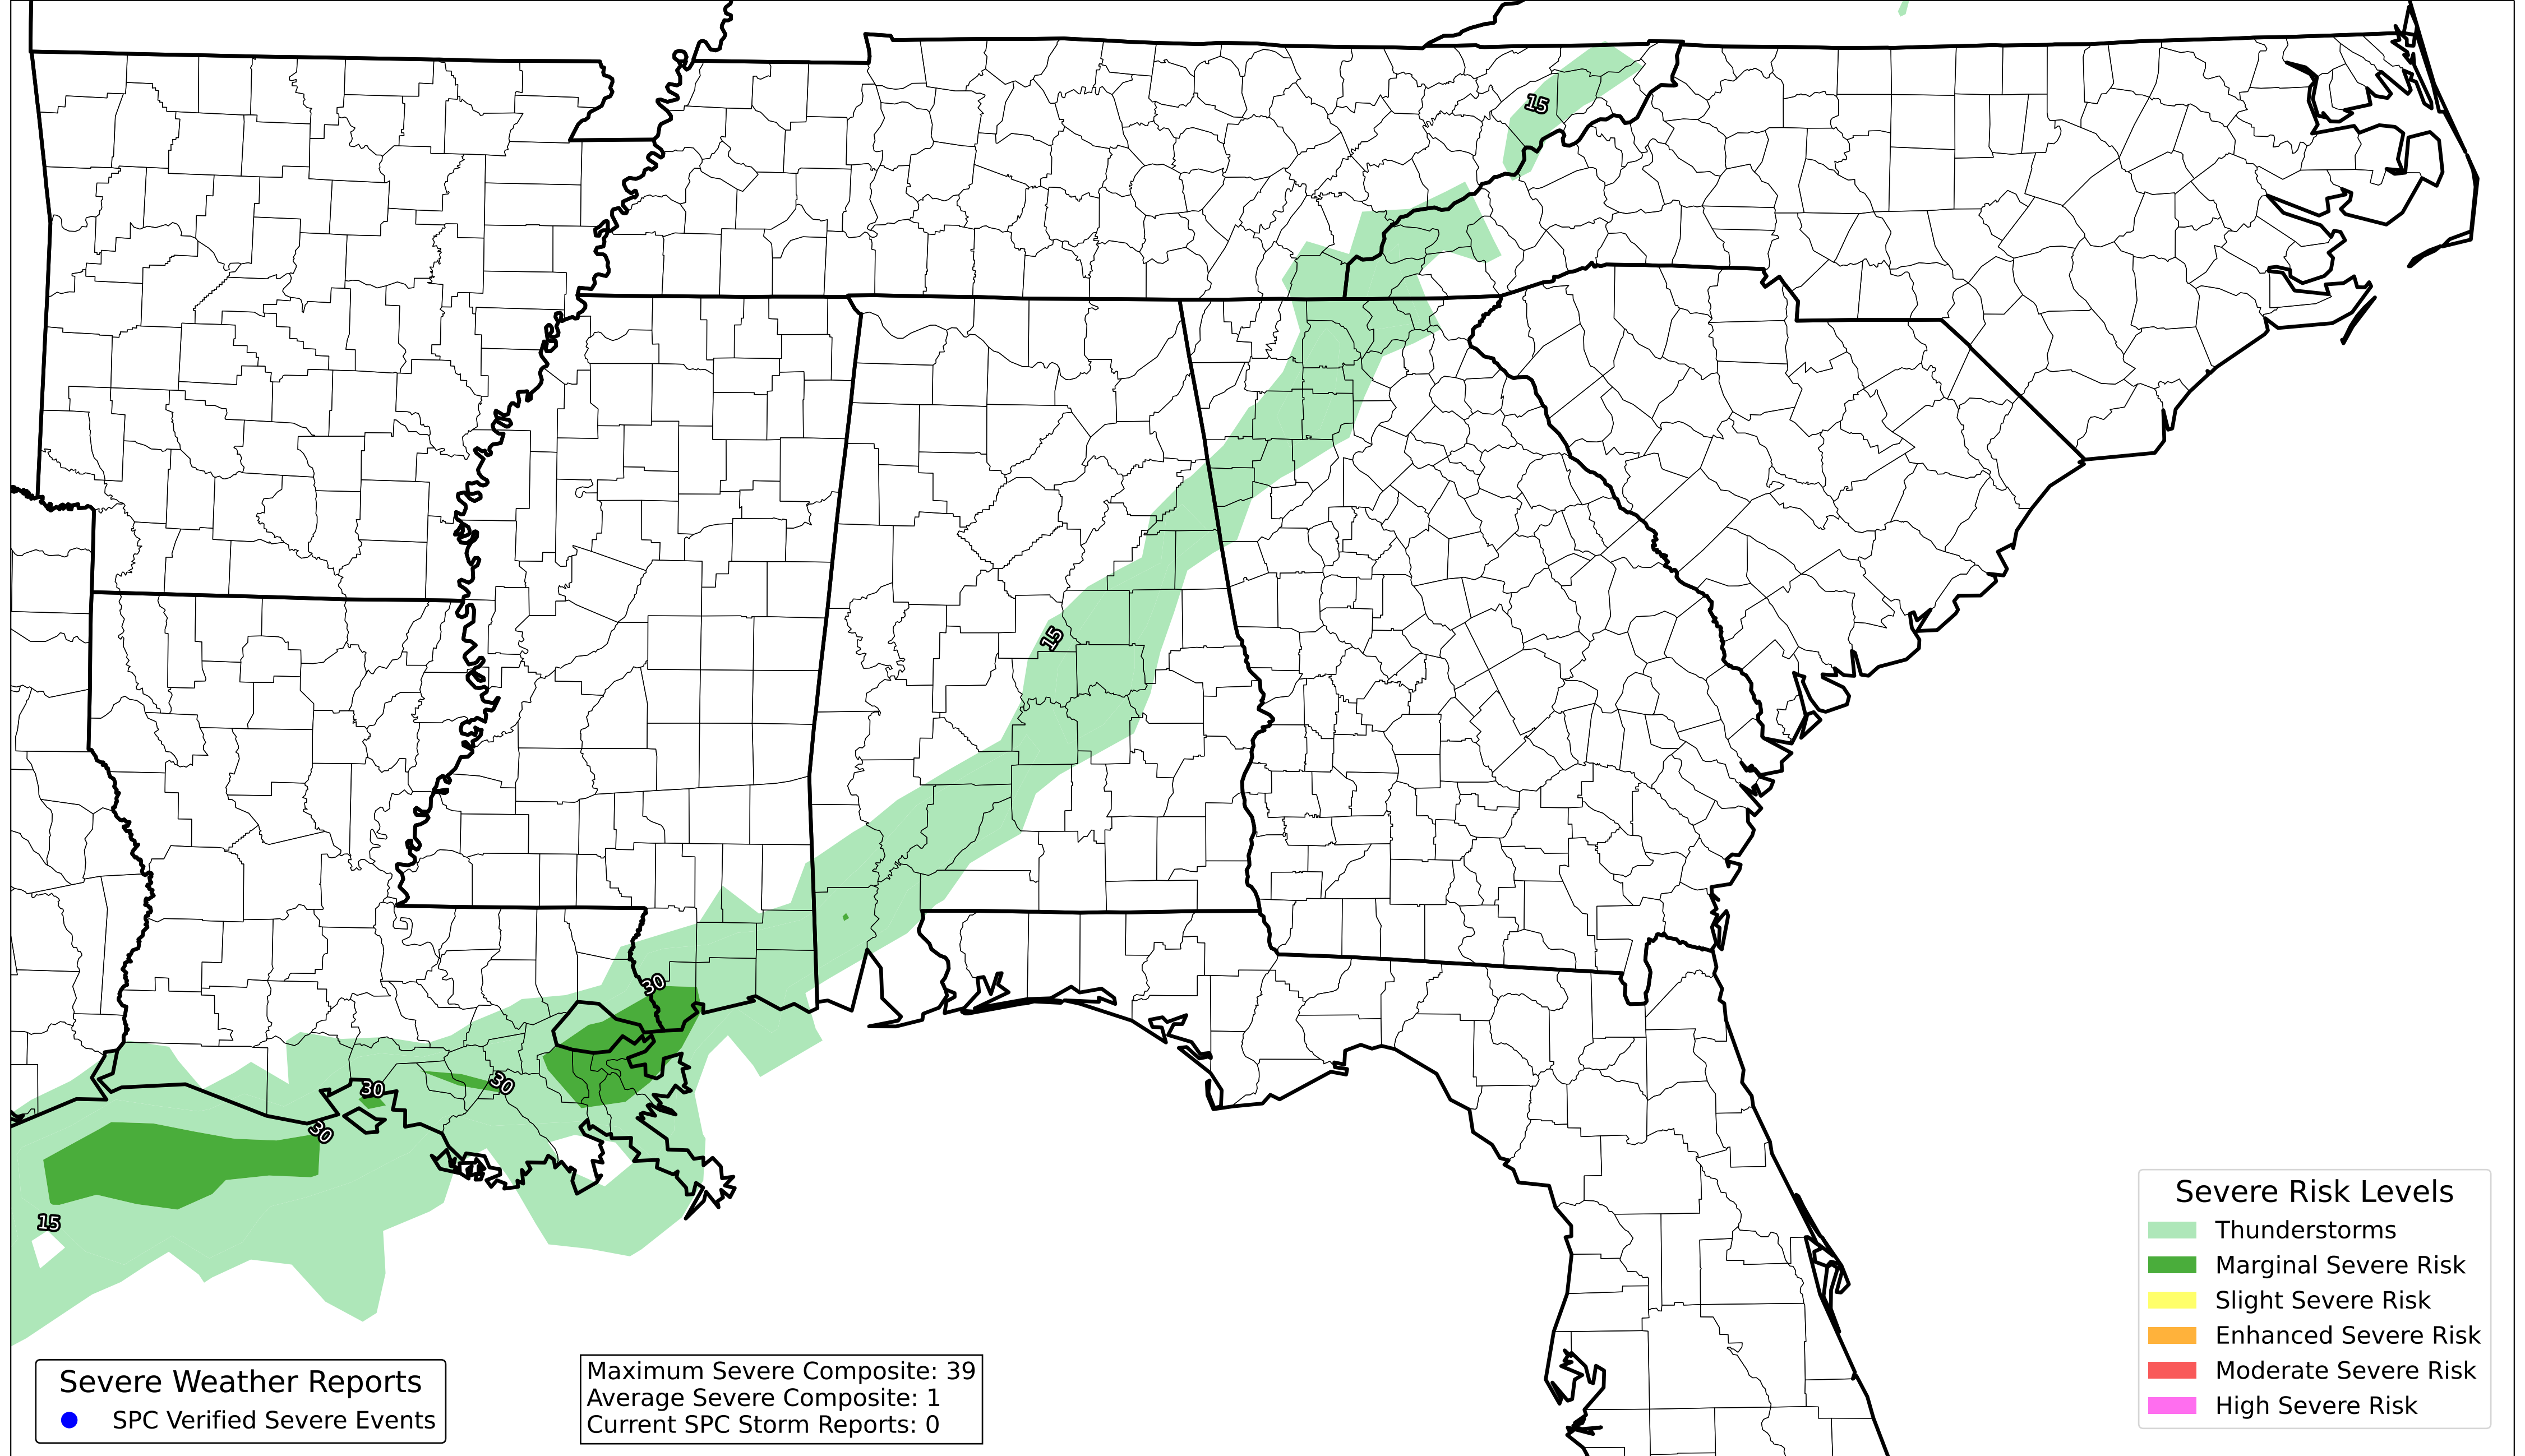 15
15
30
30
30
30
15
Severe Risk Levels
Thunderstorms
Marginal Severe Risk
Slight Severe Risk
Enhanced Severe Risk
Moderate Severe Risk
High Severe Risk
Severe Weather Reports
SPC Verified Severe Events
Maximum Severe Composite: 39
Average Severe Composite: 1
Current SPC Storm Reports: 0